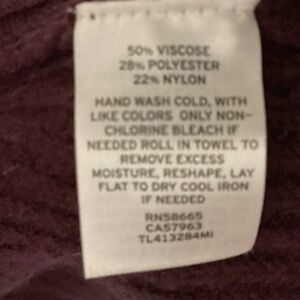 50% VISCOSE
28% POLYESTER
22% NYLON
HAND WASH COLD, WITH
LIKE COLORS ONLY NON-
CHLORINE BLEACH IF
NEEDED ROLL IN TOWEL TO
REMOVE EXCESS
MOISTURE, RESHAPE, LAY
FLAT TO DRY COOL IRON
IF NEEDED
RN58665
CA57963
TL413284MI